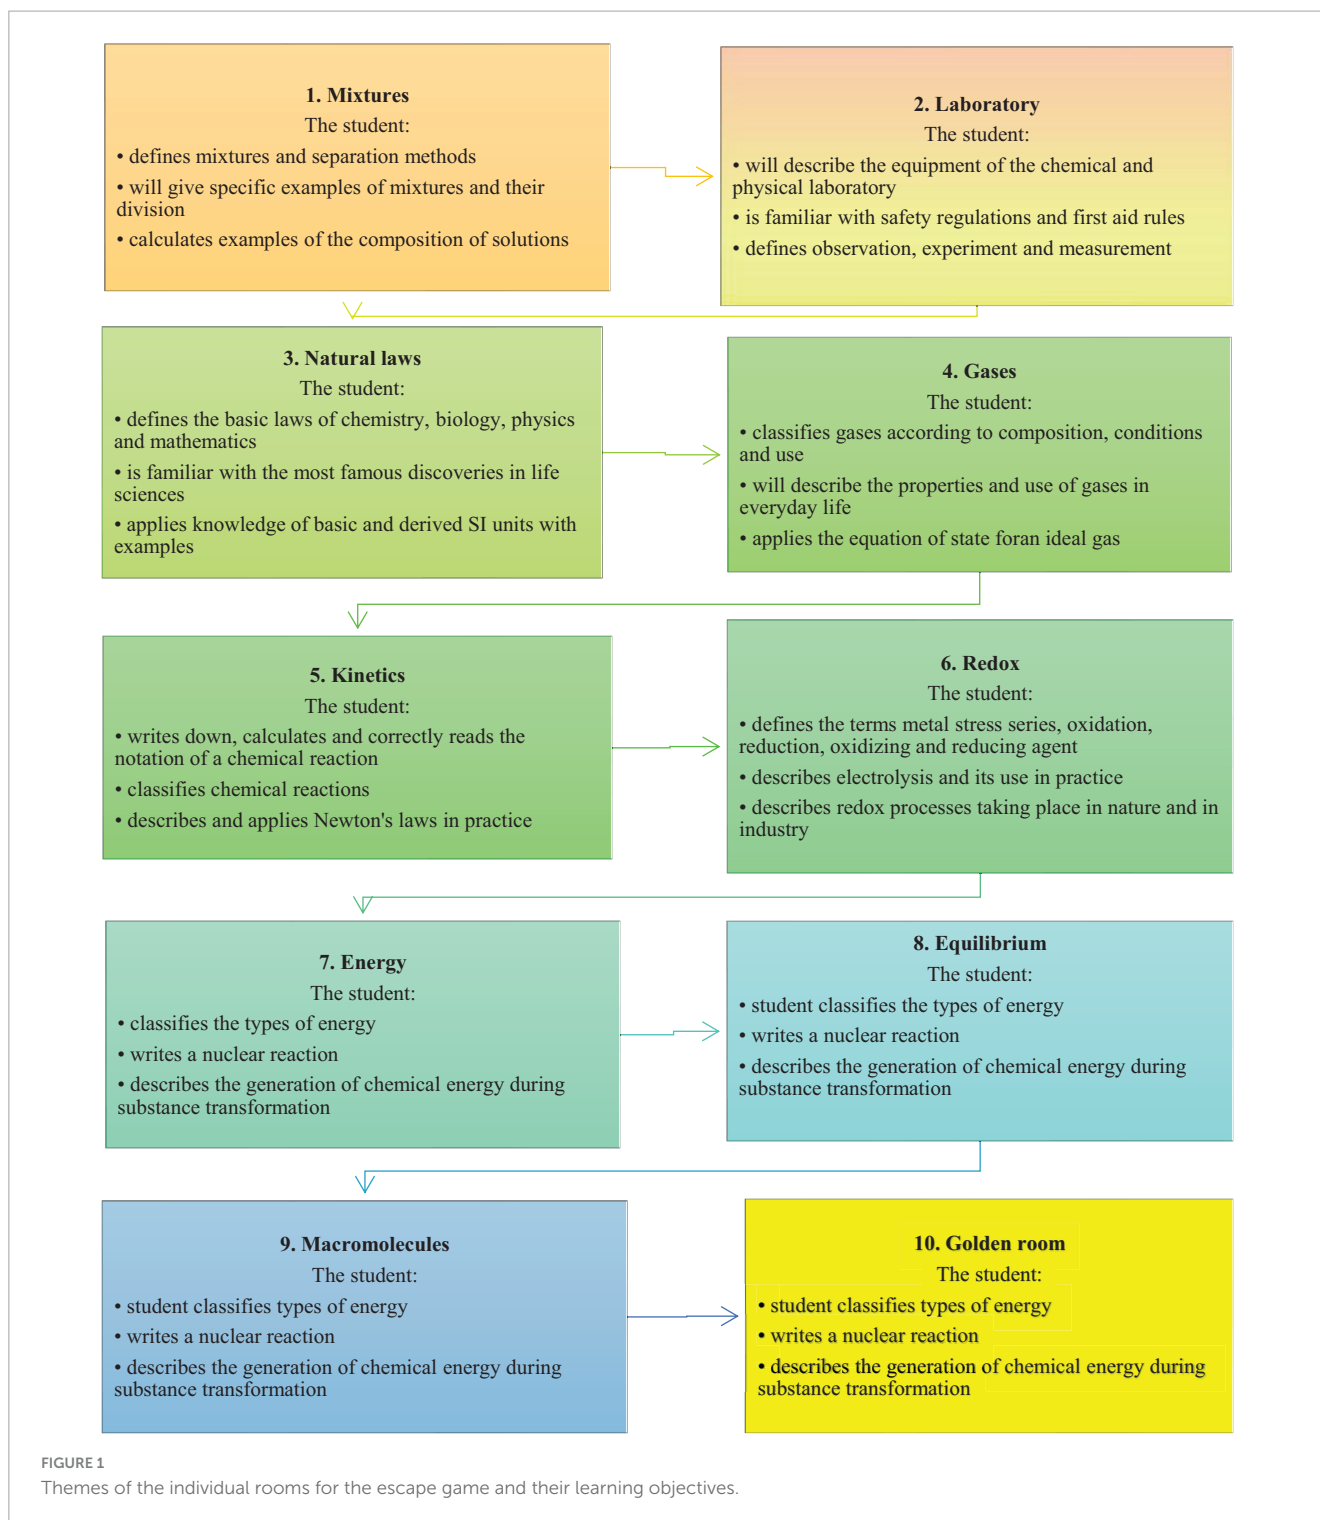 1. Mixtures
The student:
• defines mixtures and separation methods
• will give specific examples of mixtures and their
division
• calculates examples of the composition of solutions
2. Laboratory
The student:
• will describe the equipment of the chemical and
physical laboratory
• is familiar with safety regulations and first aid rules
• defines observation, experiment and measurement
3. Natural laws
The student:
• defines the basic laws of chemistry, biology, physics
and mathematics
• is familiar with the most famous discoveries in life
sciences
• applies knowledge of basic and derived SI units with
examples
4. Gases
The student:
• classifies gases according to composition, conditions
and use
• will describe the properties and use of gases in
everyday life
• applies the equation of state foran ideal gas
5. Kinetics
The student:
• writes down, calculates and correctly reads the
notation of a chemical reaction
• classifies chemical reactions
• describes and applies Newton's laws in practice
6. Redox
The student:
• defines the terms metal stress series, oxidation,
reduction, oxidizing and reducing agent
• describes electrolysis and its use in practice
• describes redox processes taking place in nature and in
industry
7. Energy
The student:
• classifies the types of energy
• writes a nuclear reaction
• describes the generation of chemical energy during
substance transformation
8. Equilibrium
The student:
• student classifies the types of energy
• writes a nuclear reaction
• describes the generation of chemical energy during
substance transformation
9. Macromolecules
The student:
• student classifies types of energy
• writes a nuclear reaction
• describes the generation of chemical energy during
substance transformation
10. Golden room
The student:
• student classifies types of energy
• writes a nuclear reaction
• describes the generation of chemical energy during
substance transformation
FIGURE 1
Themes of the individual rooms for the escape game and their learning objectives.